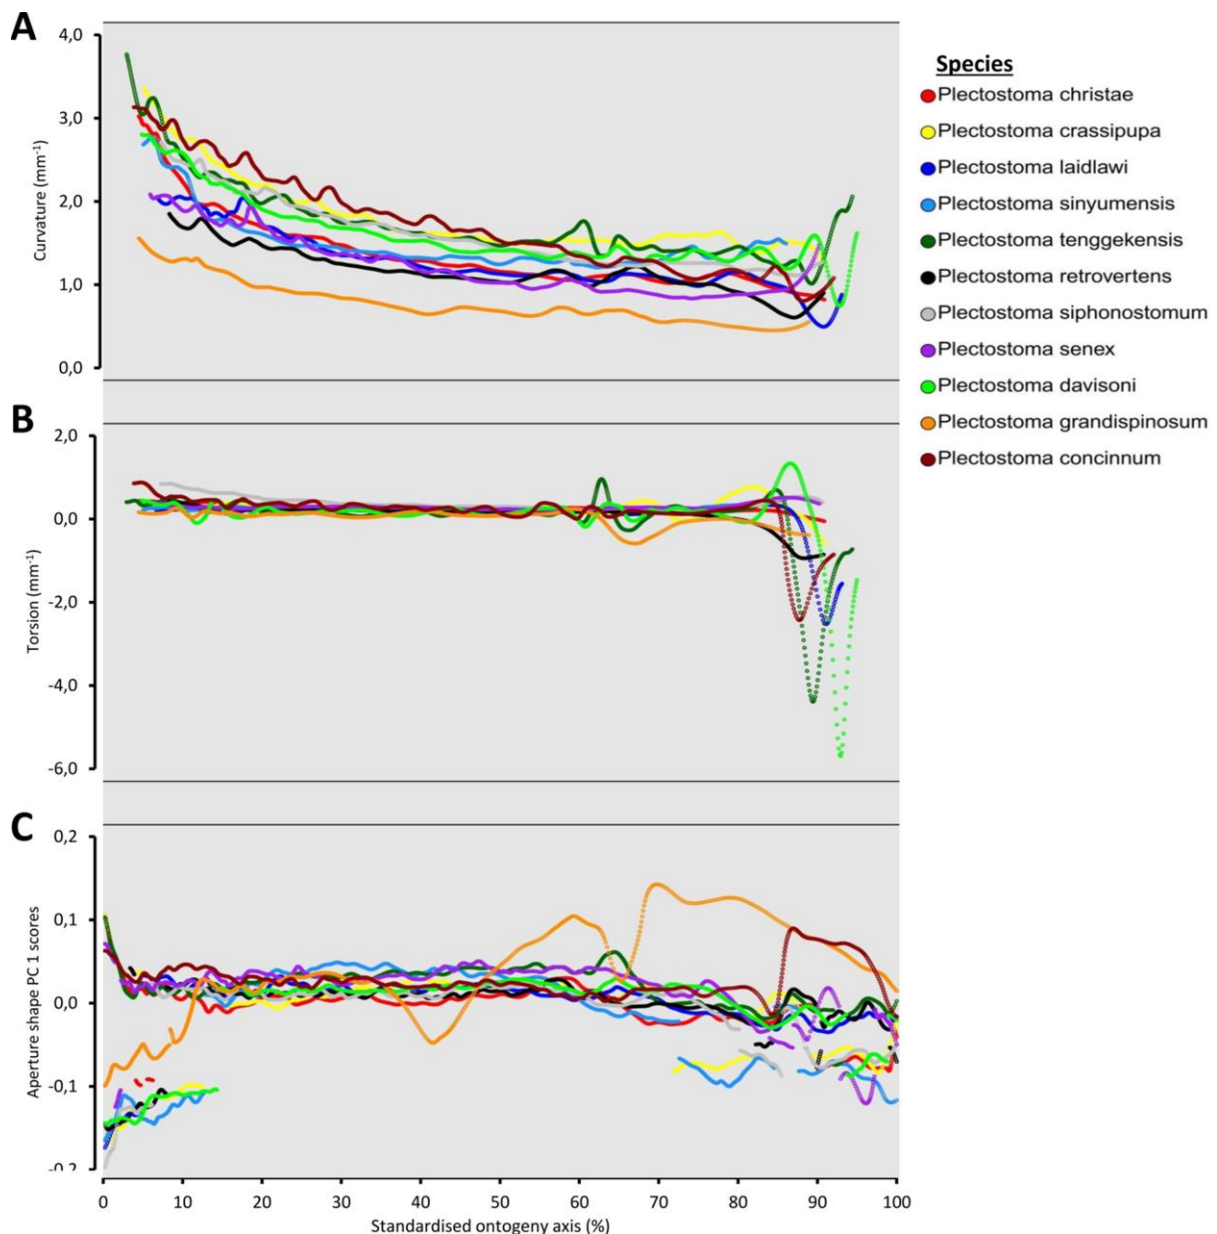 A
4,0
3,0
2,0
1,0
0,0
Curvature (mm-1)
Species
Plectostoma christae
Plectostoma crassipupa
Plectostoma laidlawi
Plectostoma sinyumensis
Plectostoma tenggekensis
Plectostoma retrovertens
Plectostoma siphonostomum
Plectostoma senex
Plectostoma davisoni
Plectostoma grandispinosum
Plectostoma concinnum
B
2,0
0,0
-2,0
-4,0
-6,0
Torsion (mm-1)
C
0,2
0,1
0,0
-0,1
-0,2
Aperture shape PC 1 scores
0 10 20 30 40 50 60 70 80 90 100
Standardised ontogeny axis (%)